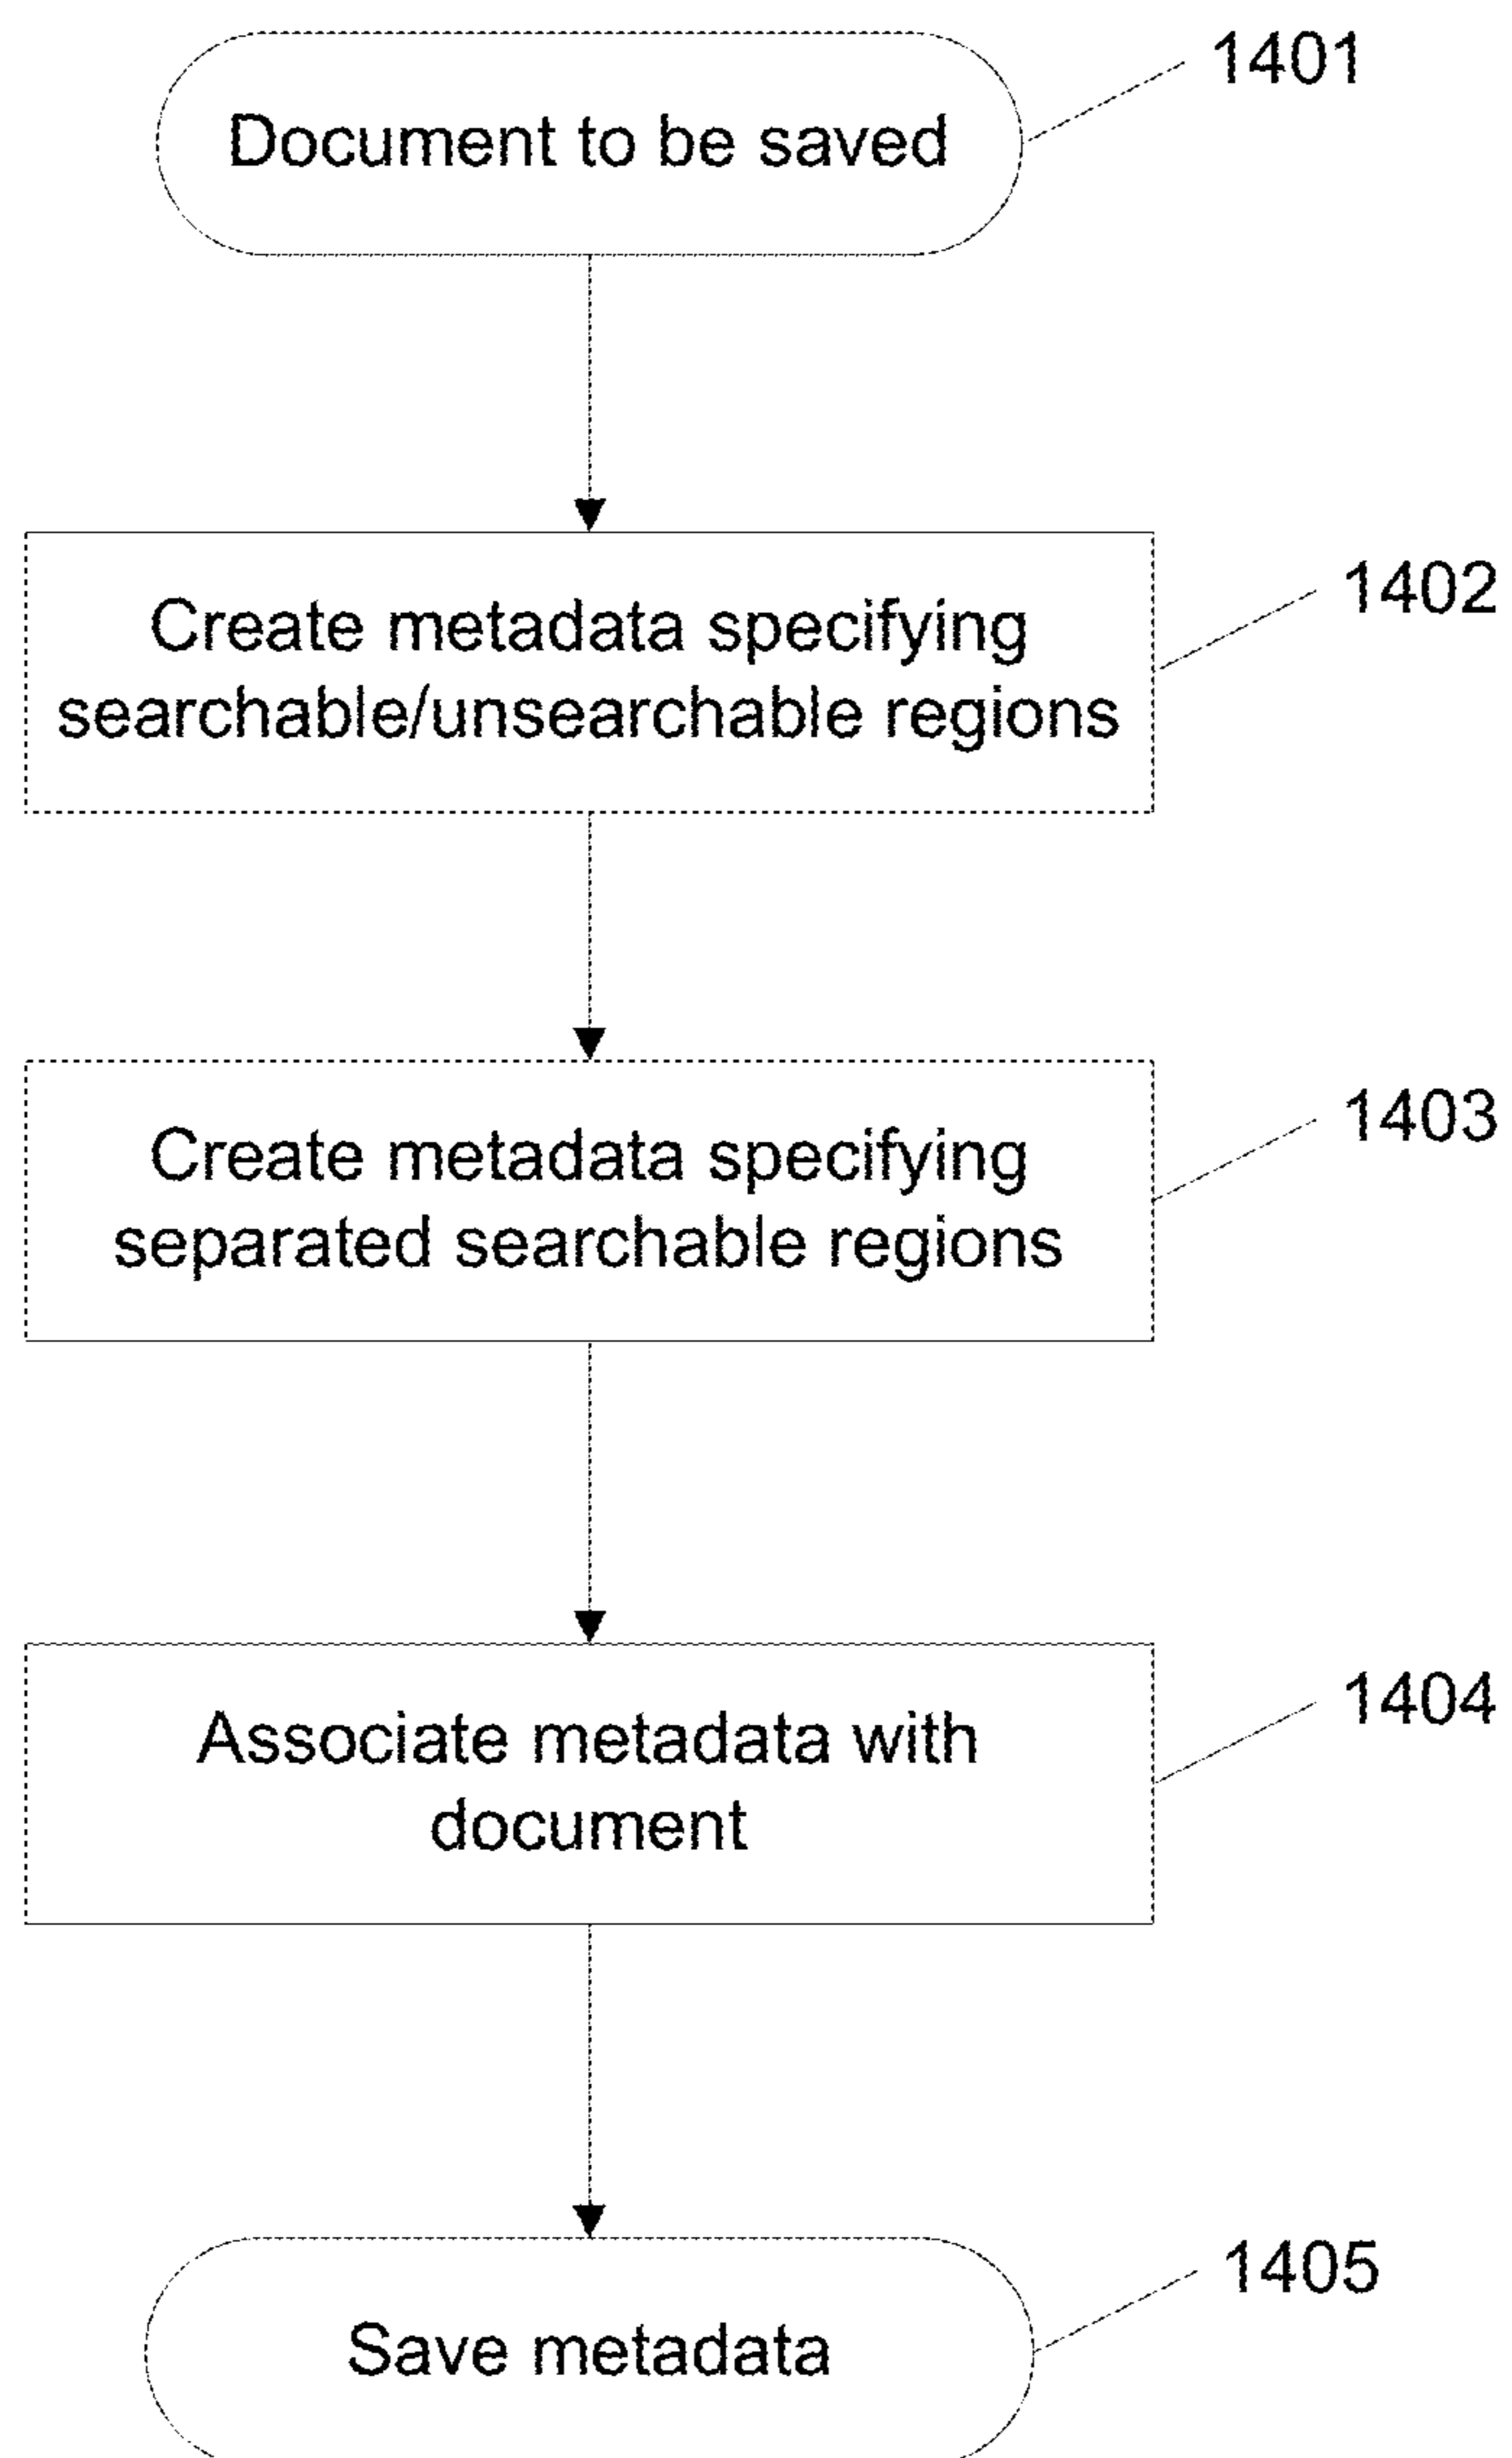 1401
Document to be saved
1402
Create metadata specifying
searchable/unsearchable regions
1403
Create metadata specifying
separated searchable regions
1404
Associate metadata with
document
1405
Save metadata